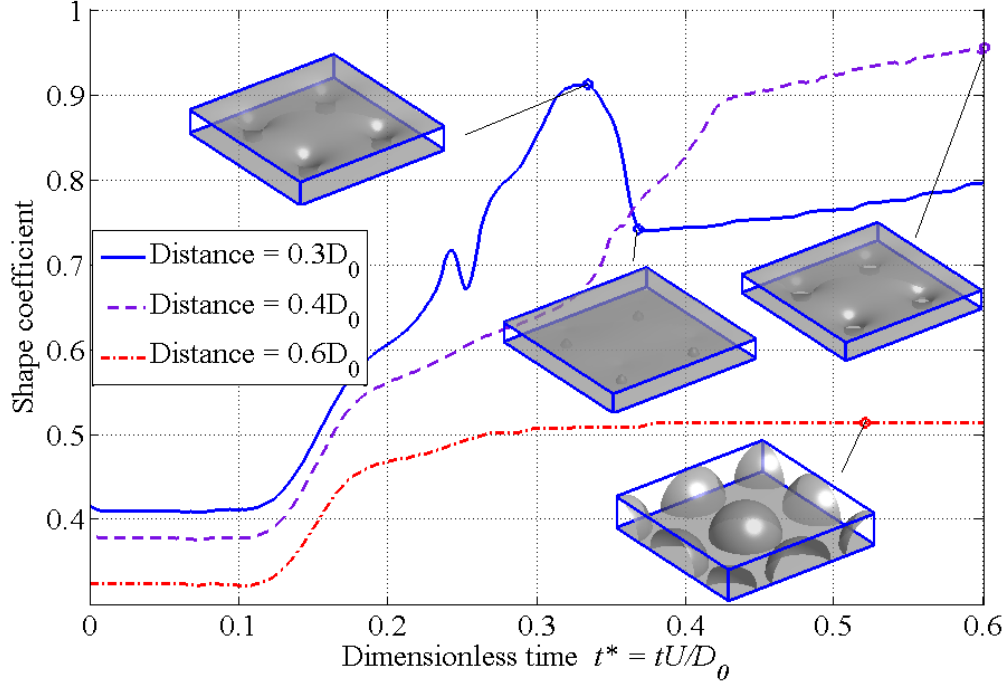 1
0.9
0.8
0.7
0.6
0.5
0.4
Shape coefficient
Distance = 0.3D₀
Distance = 0.4D₀
Distance = 0.6D₀
0 0.1 0.2 0.3 0.4 0.5 0.6
Dimensionless time t* = tU/D₀